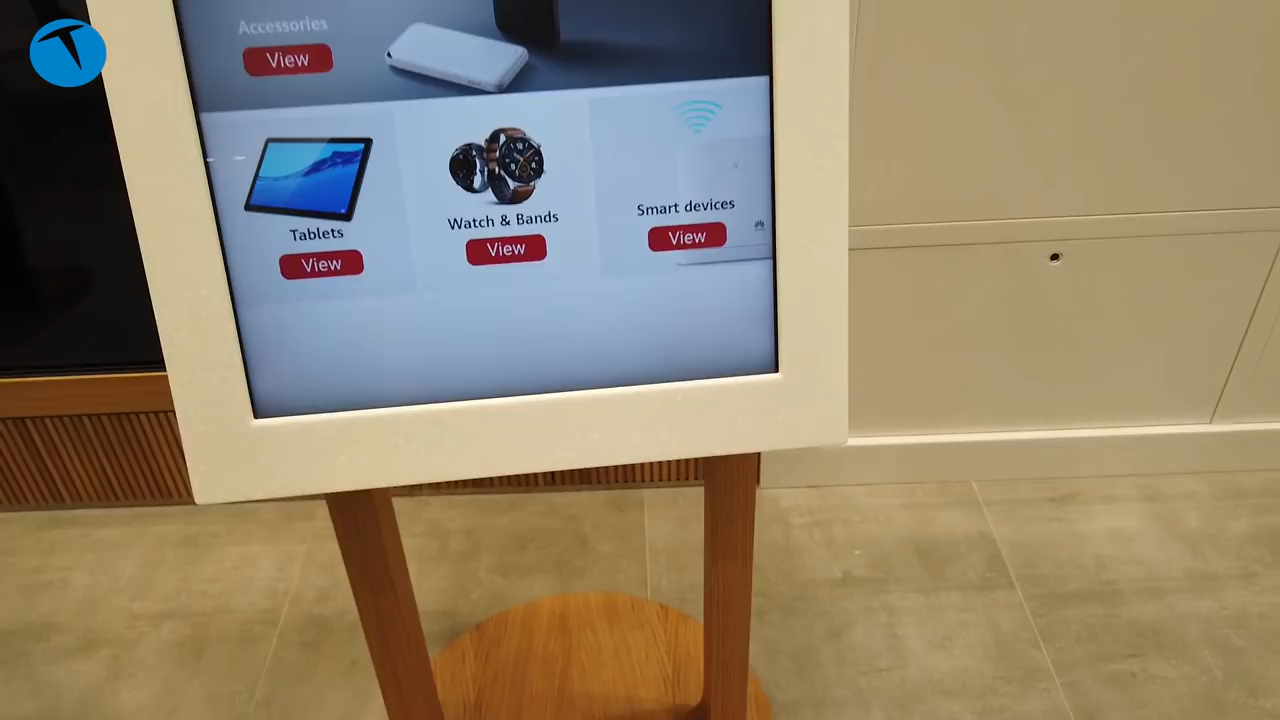 Accessories
View
Tablets
View
Watch & Bands
View
Smart devices
View